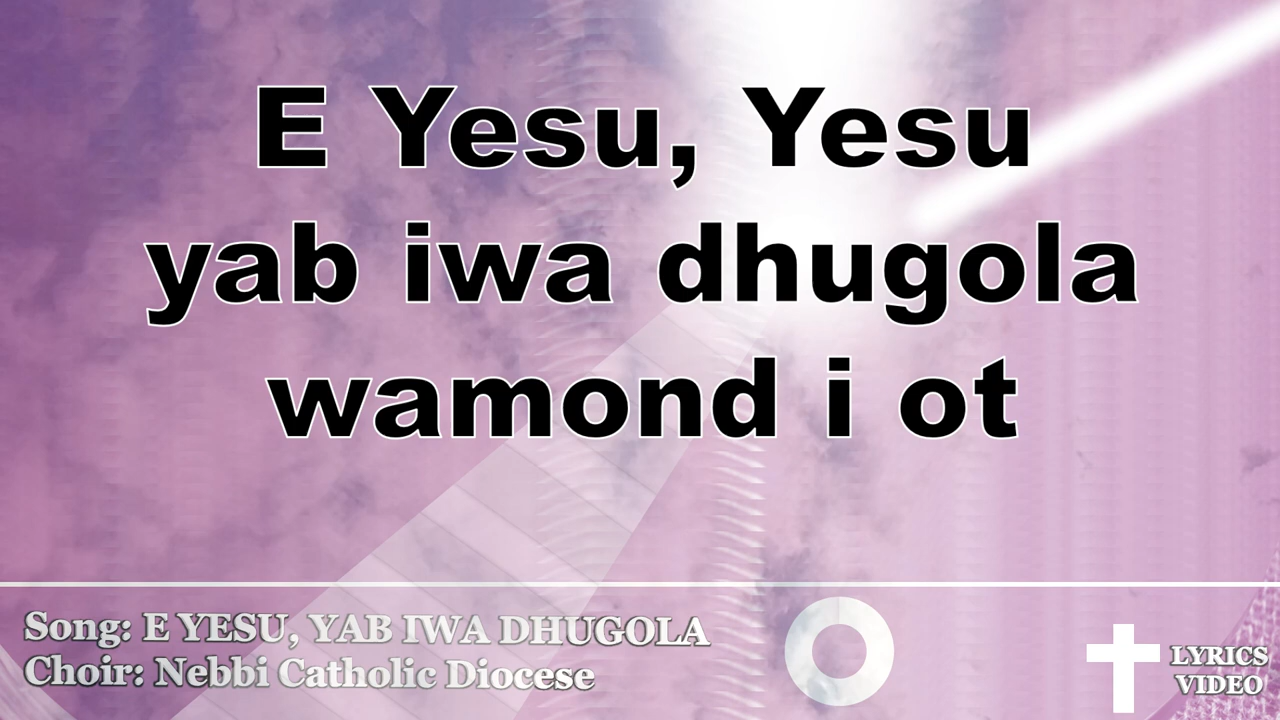 E Yesu, Yesu
yab iwa dhugola
wamond i ot
Song: E YESU, YAB IWA DHUGOLA
Choir: Nebbi Catholic Diocese
LYRICS
VIDEO